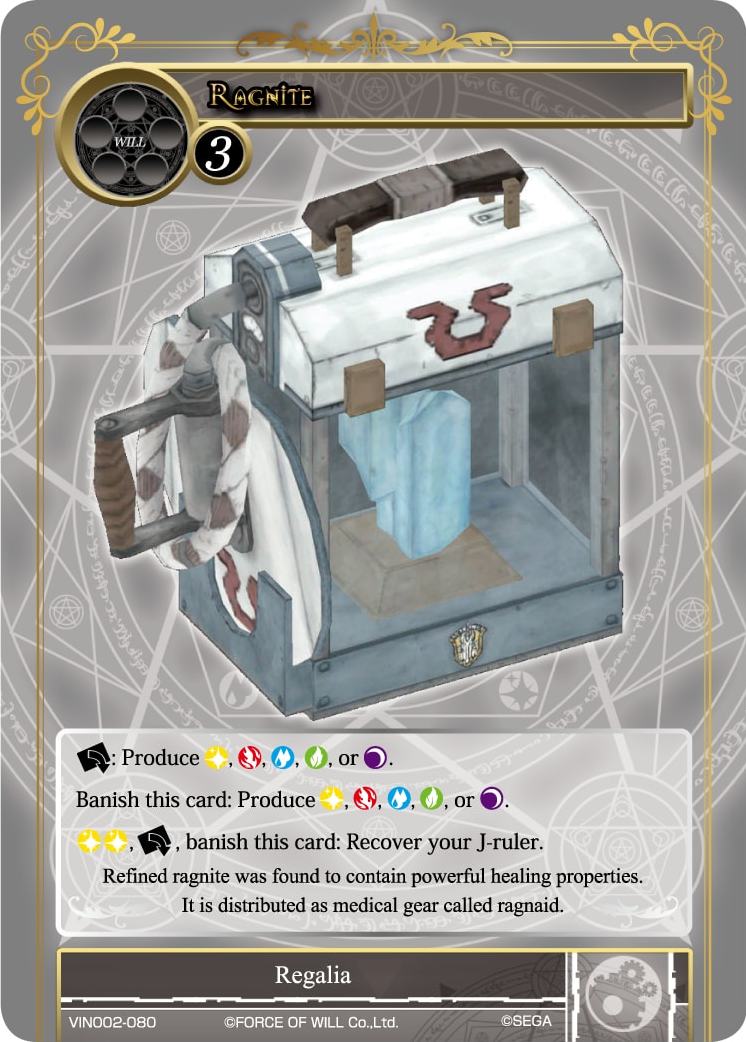 Ragnite
WILL
3
: Produce , , , , or .
Banish this card: Produce , , , , or .
, , banish this card: Recover your J-ruler.
Refined ragnite was found to contain powerful healing properties.
It is distributed as medical gear called ragnaid.
Regalia
VIN002-080 ©FORCE OF WILL Co.,Ltd. ©SEGA